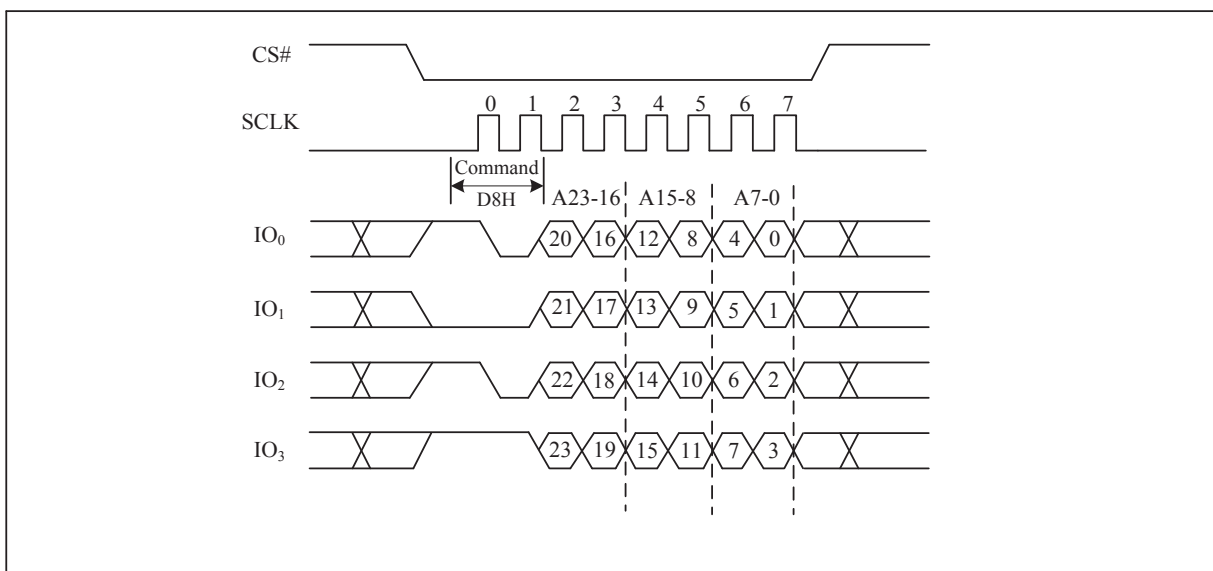 CS#
0 1 2 3 4 5 6 7
SCLK
Command
D8H
A23-16 A15-8 A7-0
IO0 20 16 12 8 4 0
IO1 21 17 13 9 5 1
IO2 22 18 14 10 6 2
IO3 23 19 15 11 7 3